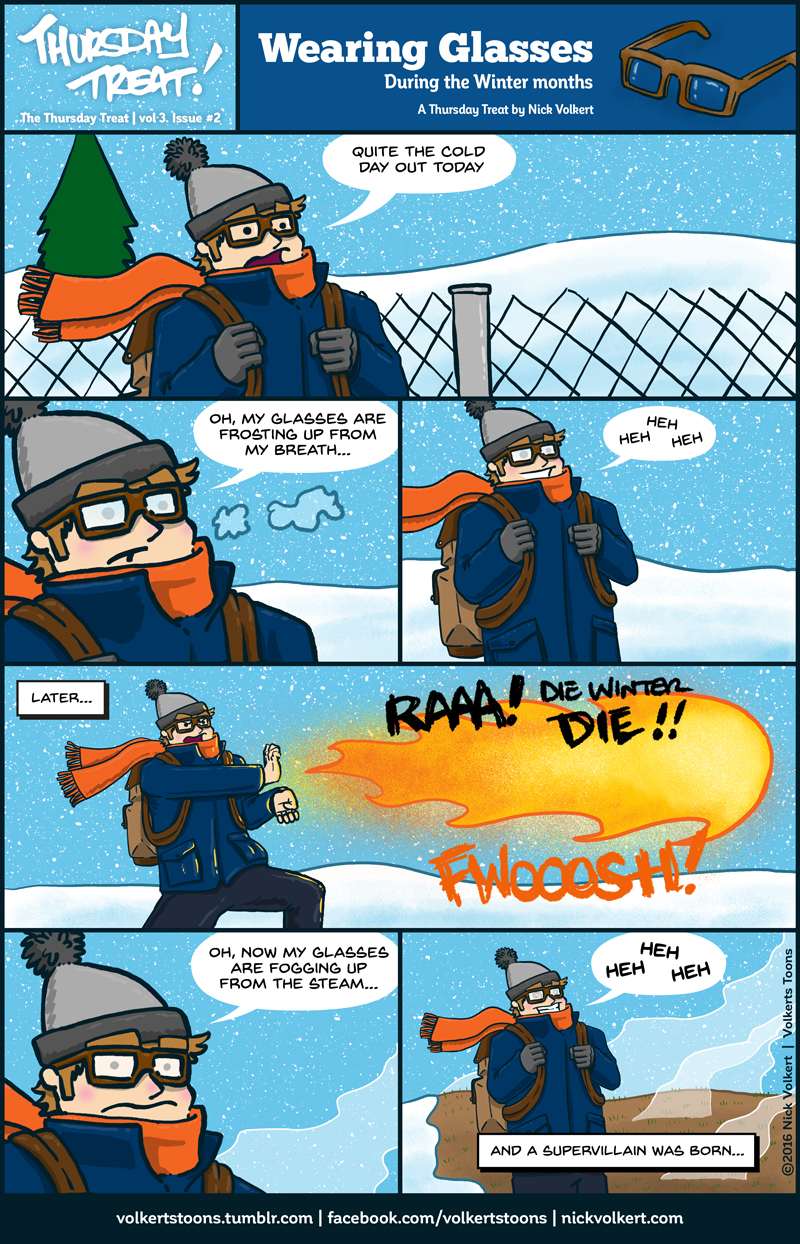 THURSDAY
TREAT!
The Thursday Treat | vol 3. Issue #2
Wearing Glasses
During the Winter months
A Thursday Treat by Nick Volkert
QUITE THE COLD
DAY OUT TODAY
OH, MY GLASSES ARE
FROSTING UP FROM
MY BREATH...
HEH
HEH
HEH
LATER...
RAAA! DIE WINTER
DIE!!
FWOOOSH!
OH, NOW MY GLASSES
ARE FOGGING UP
FROM THE STEAM...
HEH
HEH
HEH
AND A SUPERVILLAIN WAS BORN...
©2016 Nick Volkert | Volkerts Toons
volkertstoons.tumblr.com | facebook.com/volkertstoons | nickvolkert.com